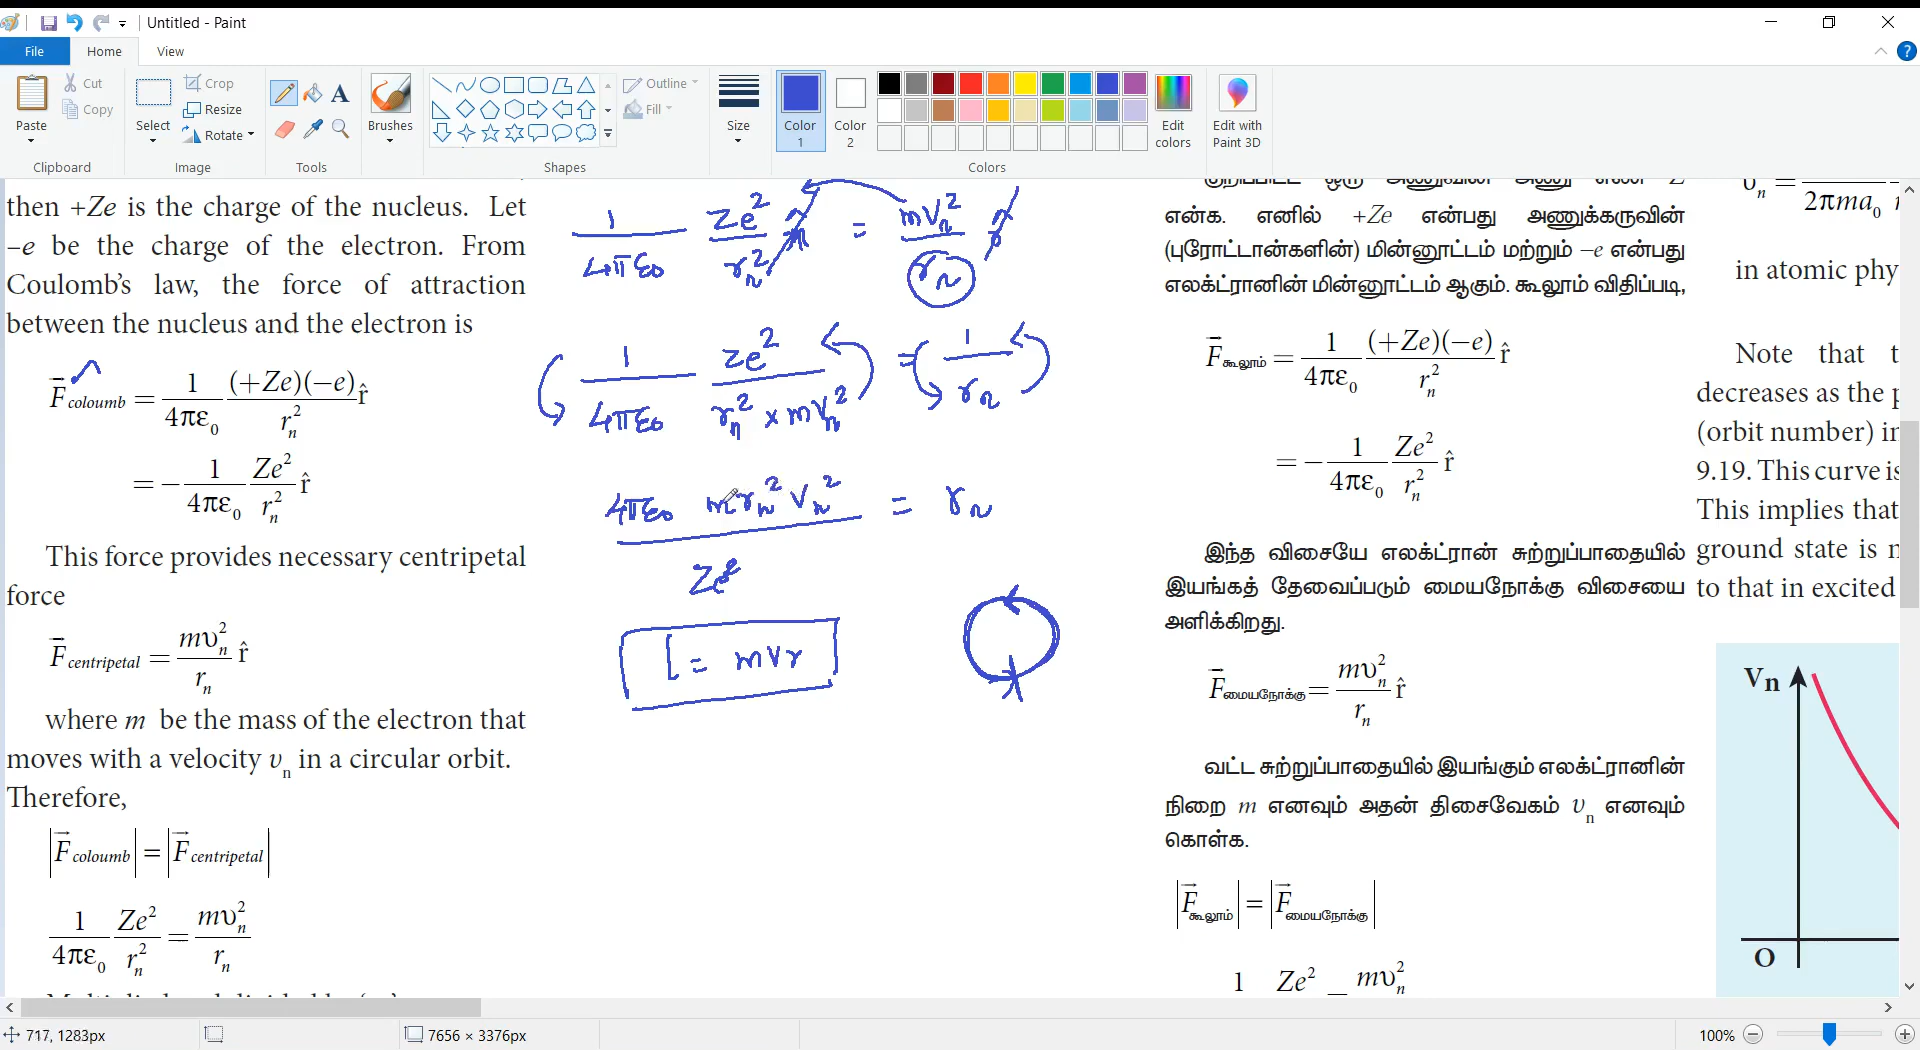 Untitled - Paint
File Home View
Paste
Cut
Copy
Clipboard
Select
Crop
Resize
Rotate
Image
Tools
Brushes
Shapes
Outline
Fill
Size
Color 1
Color 2
Colors
Edit colors
Edit with Paint 3D
then +Ze is the charge of the nucleus. Let
–e be the charge of the electron. From
Coulomb's law, the force of attraction
between the nucleus and the electron is
F⃗coloumb = 1/4πε₀ (+Ze)(−e)/rₙ² r̂
= − 1/4πε₀ Ze²/rₙ² r̂
This force provides necessary centripetal
force
F⃗centripetal = mυₙ²/rₙ r̂
where m be the mass of the electron that
moves with a velocity υₙ in a circular orbit.
Therefore,
|F⃗coloumb| = |F⃗centripetal|
1/4πε₀ Ze²/rₙ² = mυₙ²/rₙ
1/4πε₀ Ze²/rₙ² = mVₙ²/rₙ
1/4πε₀ Ze²/rₙ² × mVₙ² = 1/rₙ
4πε₀ mrₙ² Vₙ²/Ze² = rₙ
l = mvr
என்க. எனில் +Ze என்பது அணுக்கருவின்
(புரோட்டான்களின்) மின்னூட்டம் மற்றும் –e என்பது
எலக்ட்ரானின் மின்னூட்டம் ஆகும். கூலூம் விதிப்படி,
F⃗கூலூம் = 1/4πε₀ (+Ze)(−e)/rₙ² r̂
= − 1/4πε₀ Ze²/rₙ² r̂
இந்த விசையே எலக்ட்ரான் சுற்றுப்பாதையில்
இயங்கத் தேவைப்படும் மையநோக்கு விசையை
அளிக்கிறது.
F⃗மையநோக்கு = mυₙ²/rₙ r̂
வட்ட சுற்றுப்பாதையில் இயங்கும் எலக்ட்ரானின்
நிறை m எனவும் அதன் திசைவேகம் υₙ எனவும்
கொள்க.
|F⃗கூலூம்| = |F⃗மையநோக்கு|
1 Ze² = mυₙ²
υₙ = 2πma₀
in atomic phy
Note that t
decreases as the p
(orbit number) in
9.19. This curve is
This implies that
ground state is n
to that in excited
Vn
O
717, 1283px
7656 × 3376px
100%